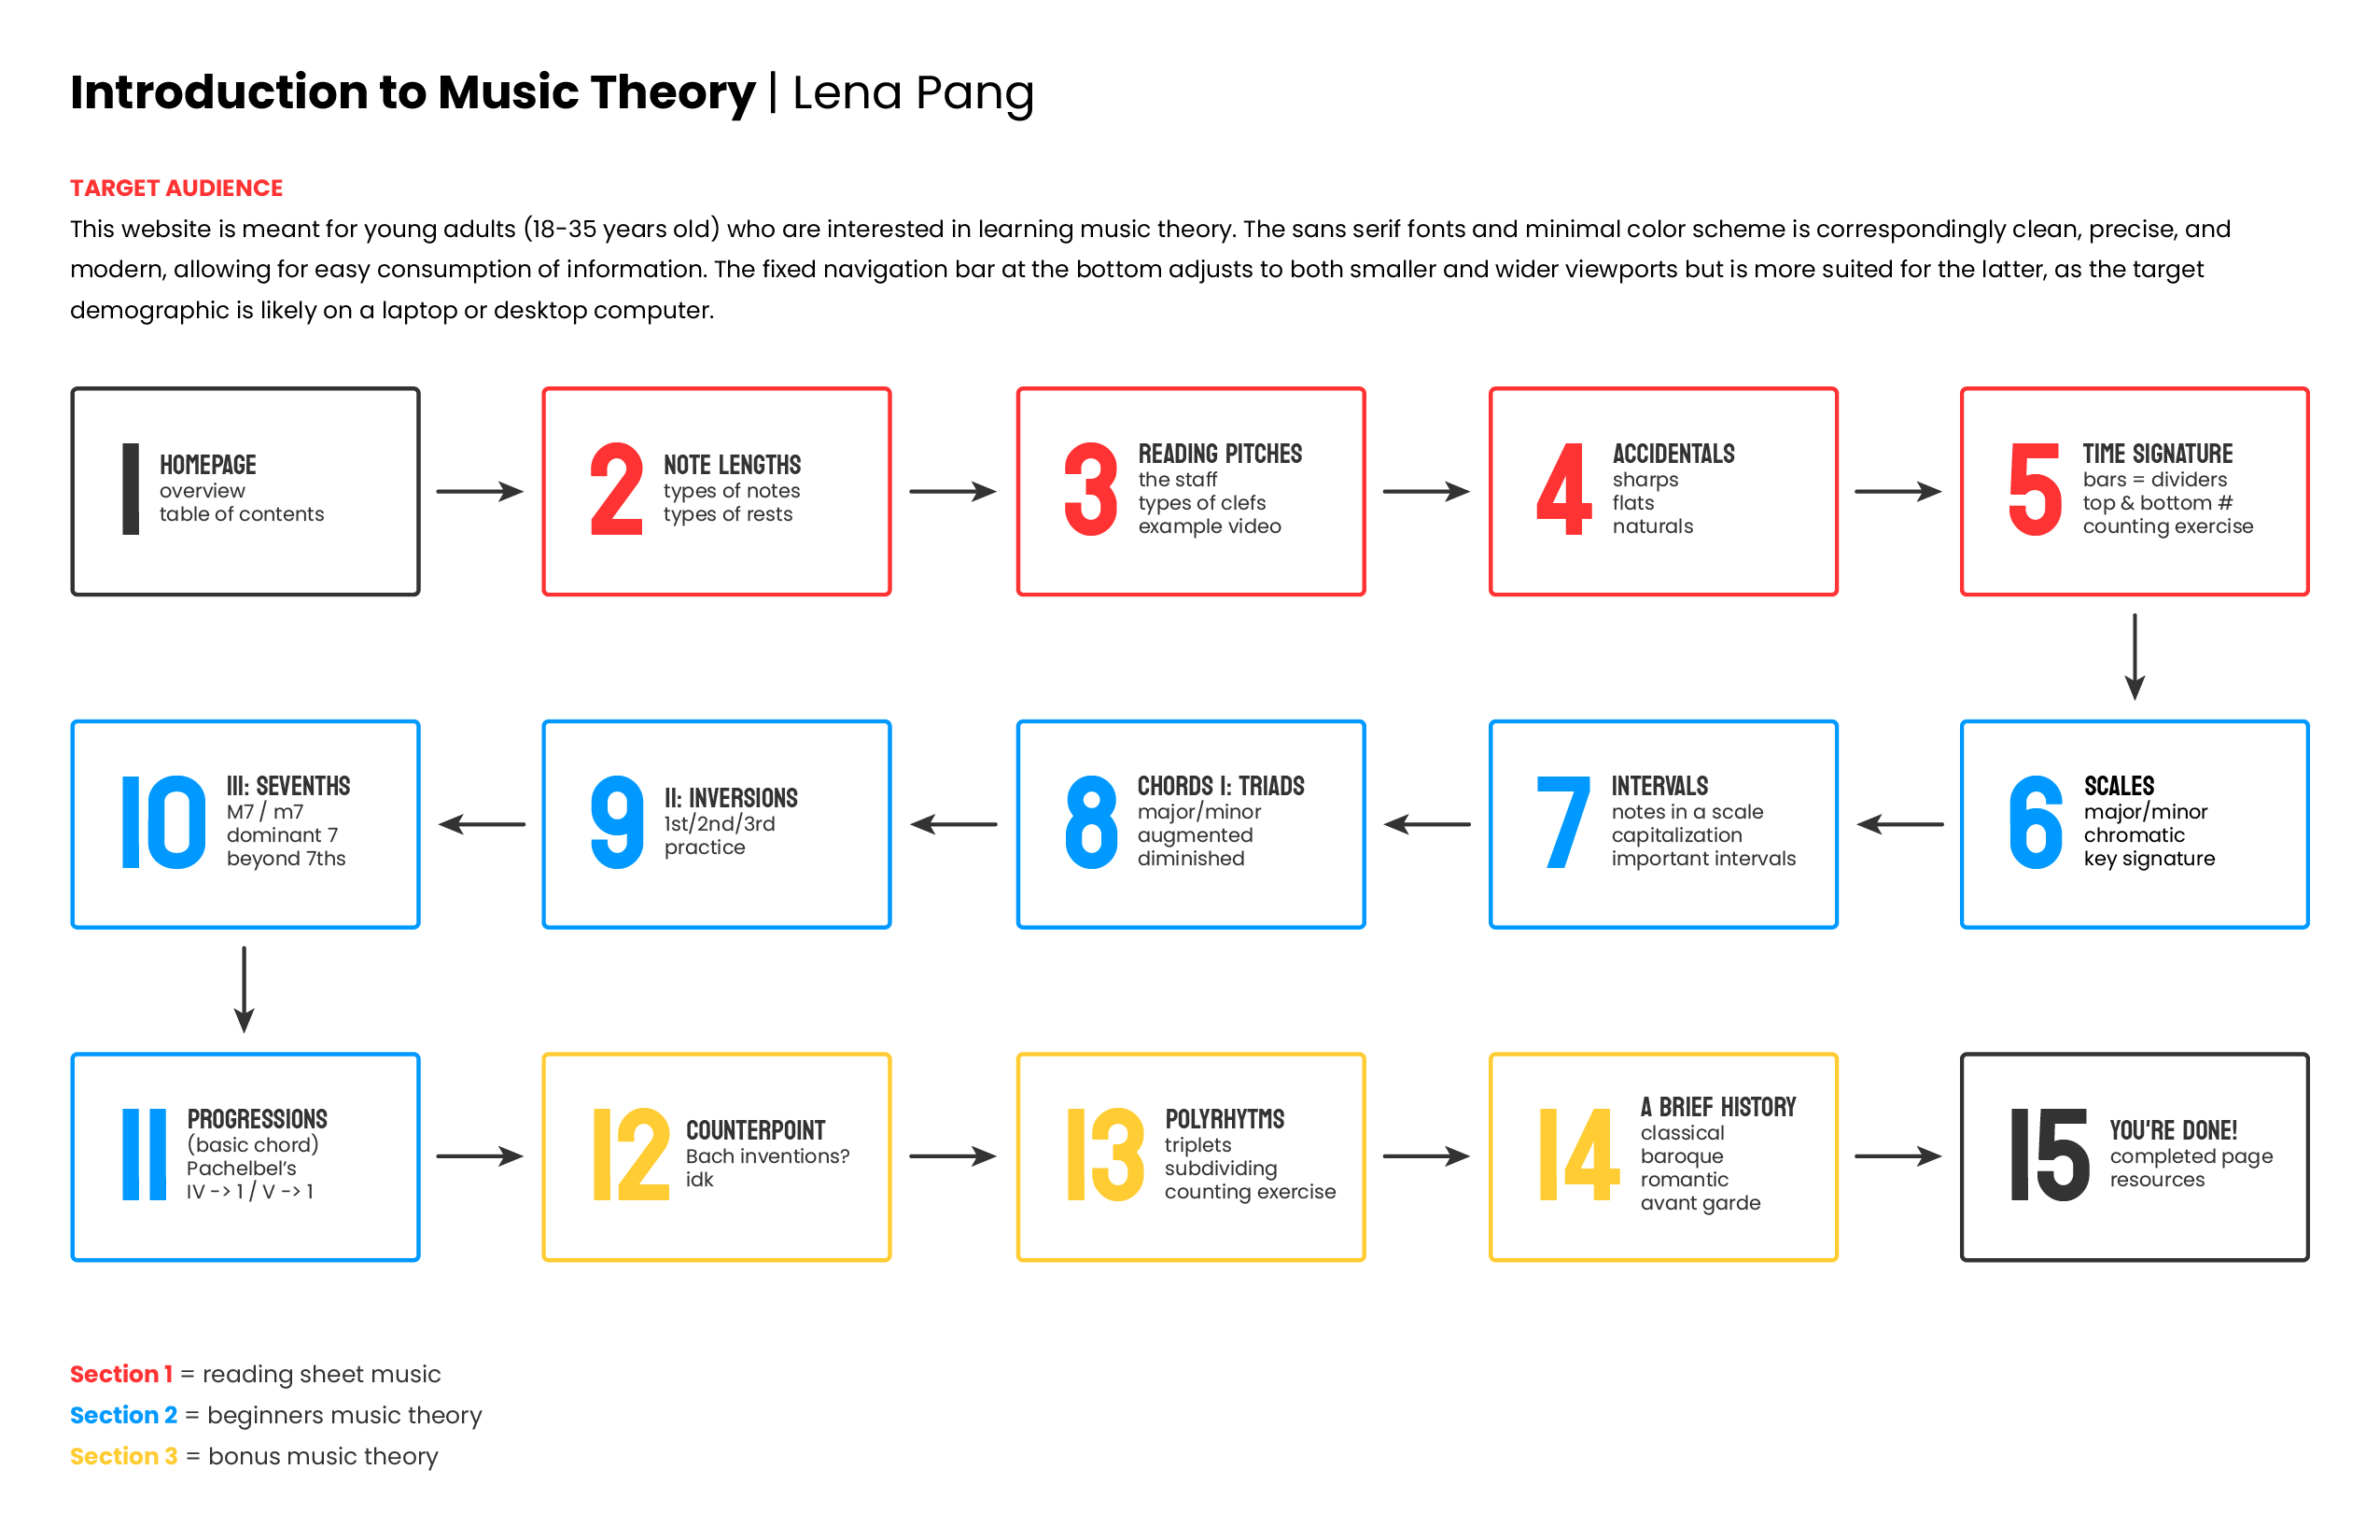 Introduction to Music Theory | Lena Pang
TARGET AUDIENCE
This website is meant for young adults (18-35 years old) who are interested in learning music theory. The sans serif fonts and minimal color scheme is correspondingly clean, precise, and
modern, allowing for easy consumption of information. The fixed navigation bar at the bottom adjusts to both smaller and wider viewports but is more suited for the latter, as the target
demographic is likely on a laptop or desktop computer.
1
HOMEPAGE
overview
table of contents
2
NOTE LENGTHS
types of notes
types of rests
3
READING PITCHES
the staff
types of clefs
example video
4
ACCIDENTALS
sharps
flats
naturals
5
TIME SIGNATURE
bars = dividers
top & bottom #
counting exercise
6
SCALES
major/minor
chromatic
key signature
7
INTERVALS
notes in a scale
capitalization
important intervals
8
CHORDS I: TRIADS
major/minor
augmented
diminished
9
II: INVERSIONS
1st/2nd/3rd
practice
10
III: SEVENTHS
M7 / m7
dominant 7
beyond 7ths
11
PROGRESSIONS
(basic chord)
Pachelbel's
IV -> 1 / V -> 1
12
COUNTERPOINT
Bach inventions?
idk
13
POLYRHYTMS
triplets
subdividing
counting exercise
14
A BRIEF HISTORY
classical
baroque
romantic
avant garde
15
YOU'RE DONE!
completed page
resources
Section 1 = reading sheet music
Section 2 = beginners music theory
Section 3 = bonus music theory